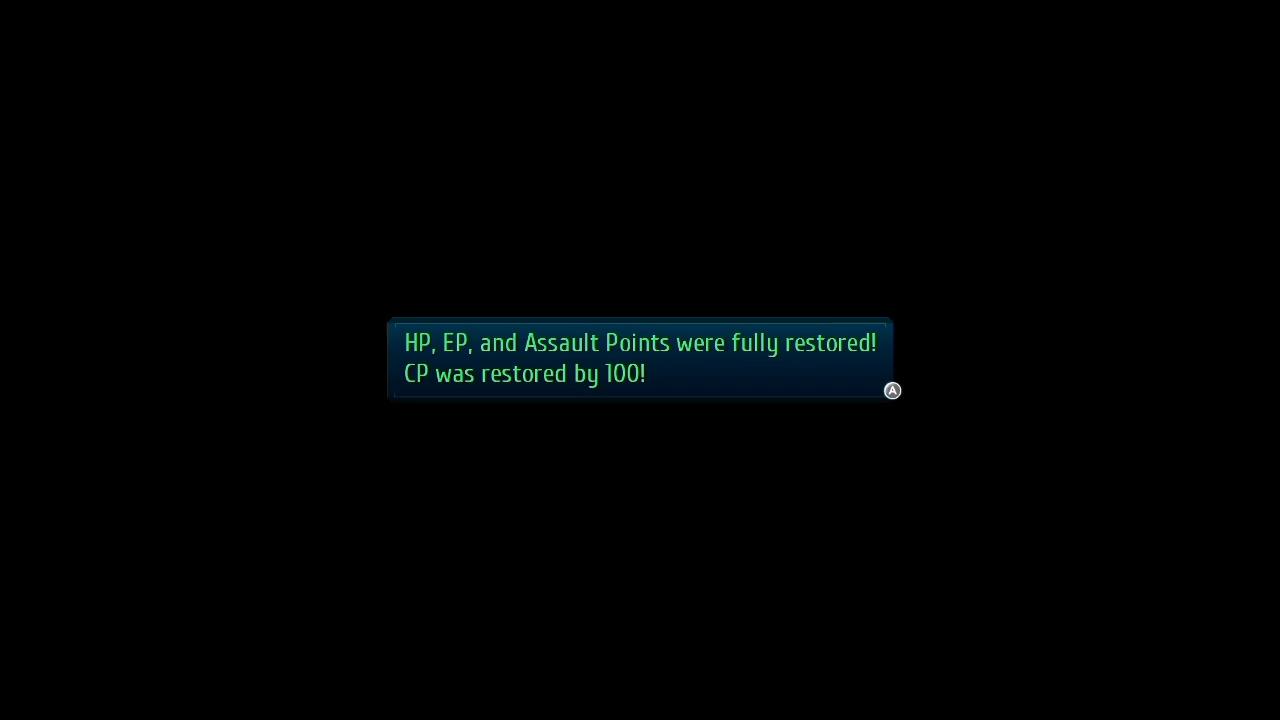 HP, EP, and Assault Points were fully restored!
CP was restored by 100!
A